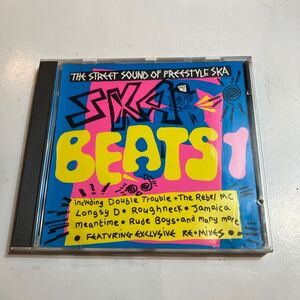 THE STREET SOUND OF FREESTYLE SKA
SKA
BEATS 1
including Double Trouble + The Rebel MC
Longsy D • Roughneck • Jamaica
meantime • Rude Boys • and many more
• FEATURING EXCLUSIVE RE-MIXES •